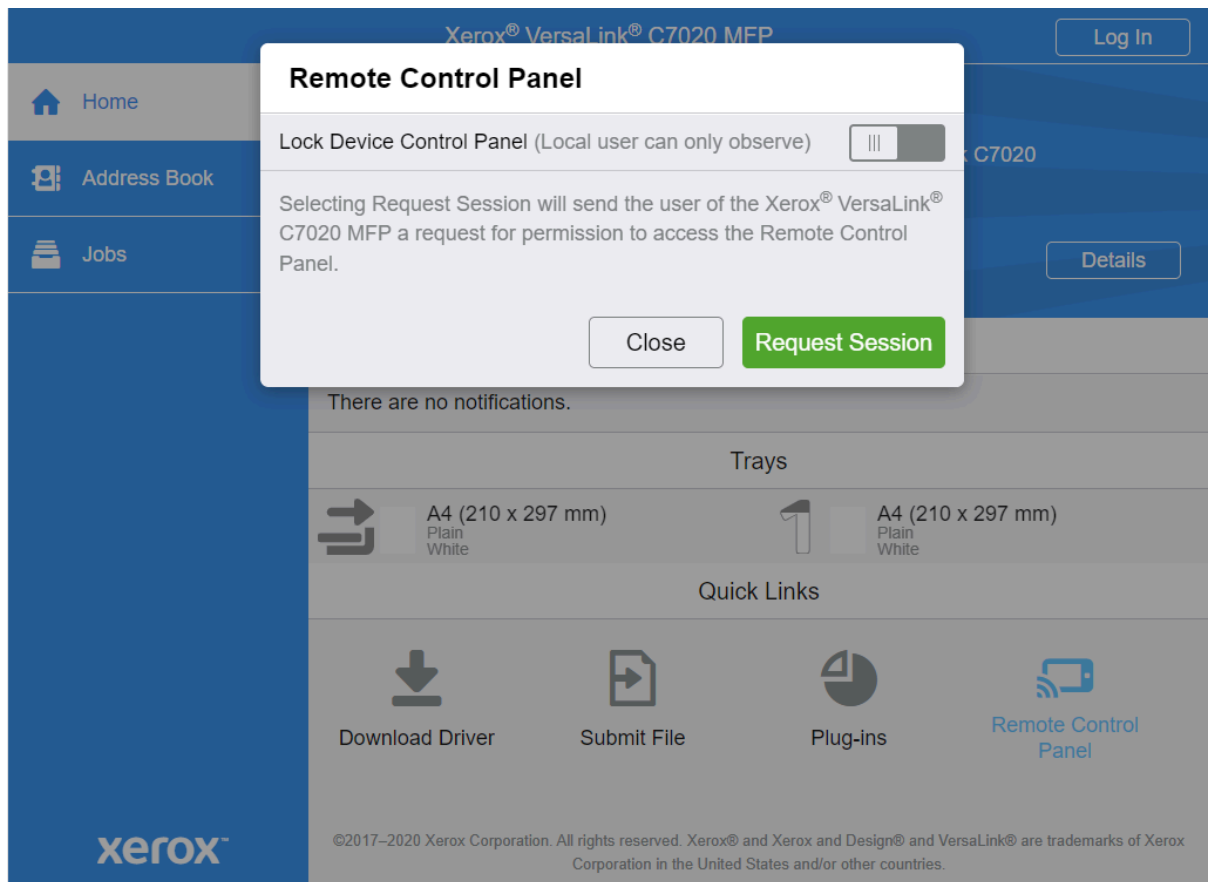 Xerox® VersaLink® C7020 MFP
Log In
Home
Address Book
Jobs
Remote Control Panel
Lock Device Control Panel (Local user can only observe)
Selecting Request Session will send the user of the Xerox® VersaLink®
C7020 MFP a request for permission to access the Remote Control
Panel.
Close
Request Session
C7020
Details
There are no notifications.
Trays
A4 (210 x 297 mm)
Plain
White
A4 (210 x 297 mm)
Plain
White
Quick Links
Download Driver
Submit File
Plug-ins
Remote Control
Panel
xerox™
©2017–2020 Xerox Corporation. All rights reserved. Xerox® and Xerox and Design® and VersaLink® are trademarks of Xerox
Corporation in the United States and/or other countries.